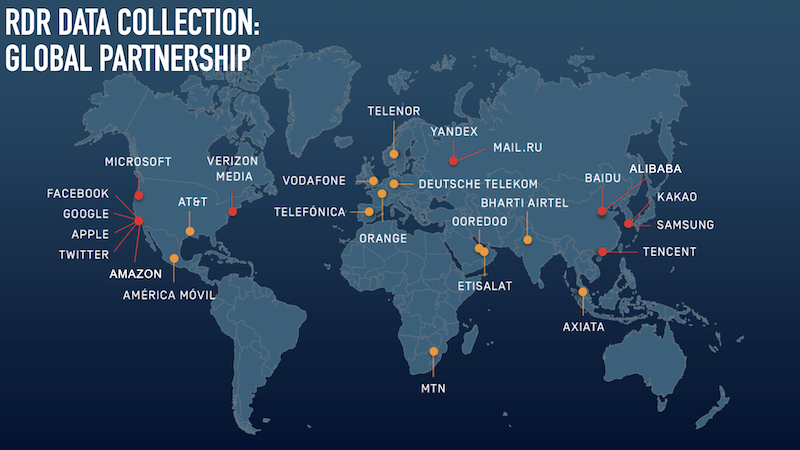 RDR DATA COLLECTION:
GLOBAL PARTNERSHIP
TELENOR
YANDEX
MAIL.RU
MICROSOFT
VERIZON
MEDIA
VODAFONE
DEUTSCHE TELEKOM
BAIDU
ALIBABA
FACEBOOK
GOOGLE
APPLE
TWITTER
AMAZON
AT&T
TELEFÓNICA
ORANGE
BHARTI AIRTEL
OOREDOO
KAKAO
SAMSUNG
TENCENT
AMÉRICA MÓVIL
ETISALAT
AXIATA
MTN